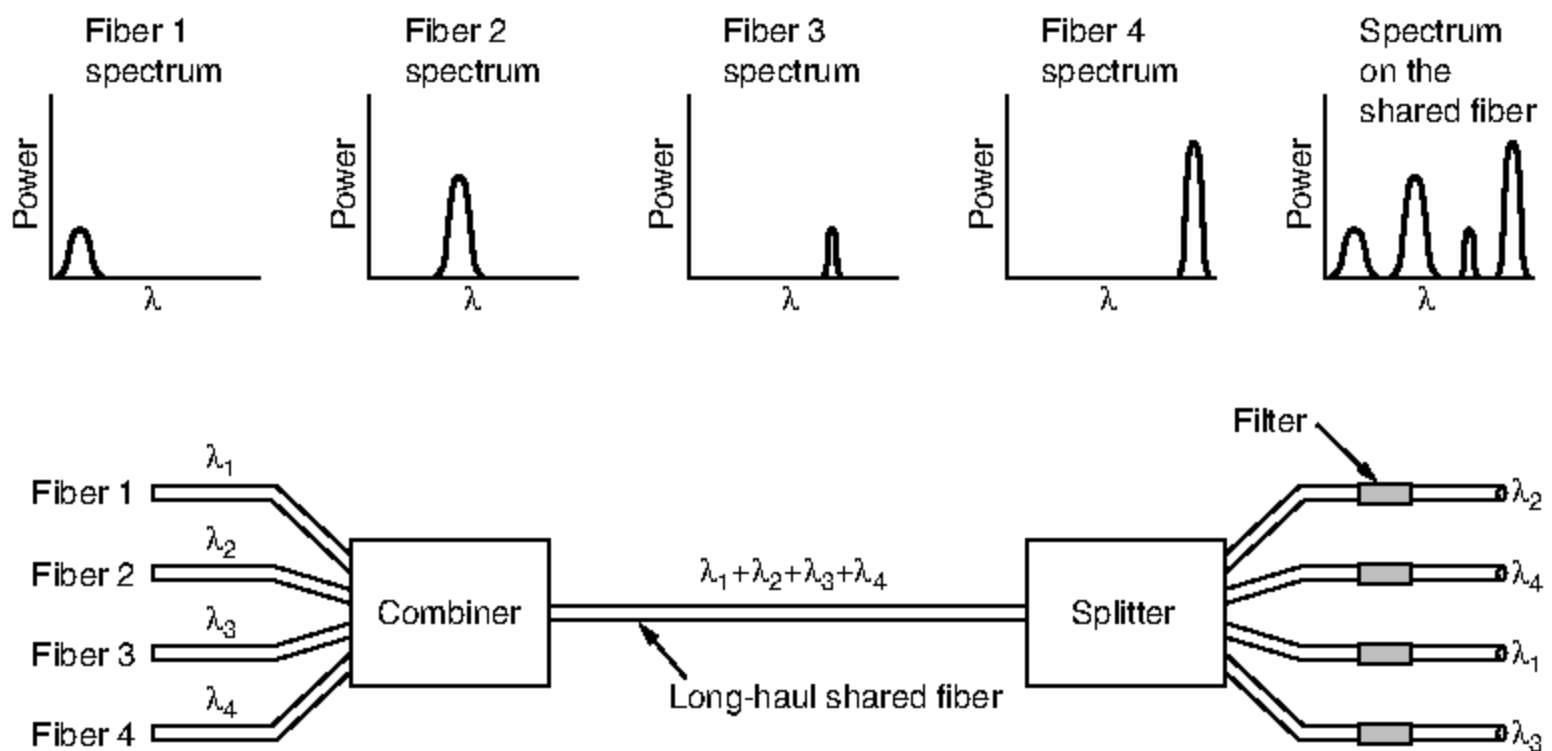 Fiber 1
spectrum
Fiber 2
spectrum
Fiber 3
spectrum
Fiber 4
spectrum
Spectrum
on the
shared fiber
Power
λ
Power
λ
Power
λ
Power
λ
Power
λ
Filter
Fiber 1
λ₁
Fiber 2
λ₂
Fiber 3
λ₃
Fiber 4
λ₄
Combiner
λ₁+λ₂+λ₃+λ₄
Long-haul shared fiber
Splitter
λ₂
λ₄
λ₁
λ₃